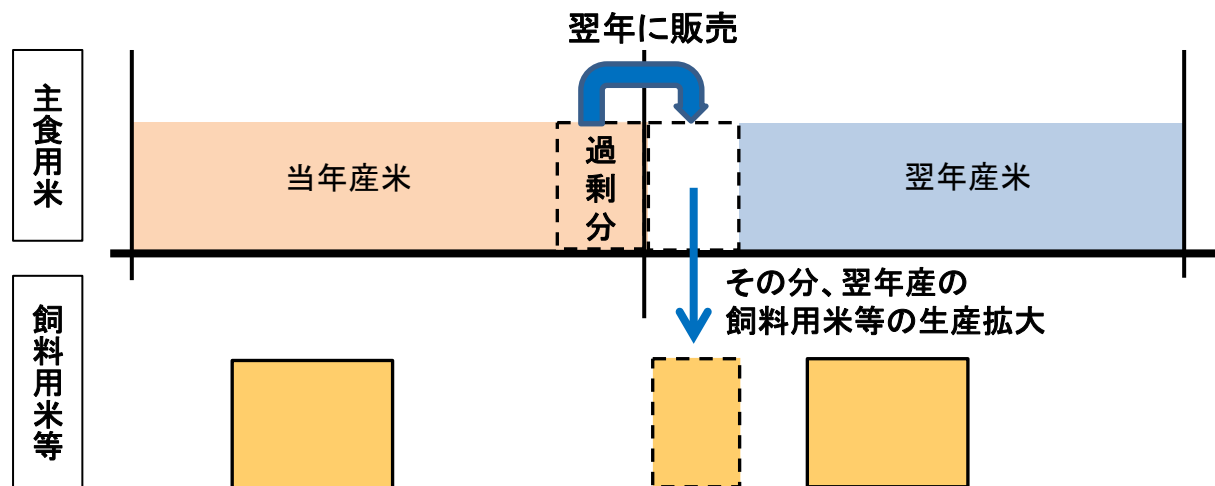 翌年に販売
主食用米
当年産米
過剰分
翌年産米
その分、翌年産の
飼料用米等の生産拡大
飼料用米等